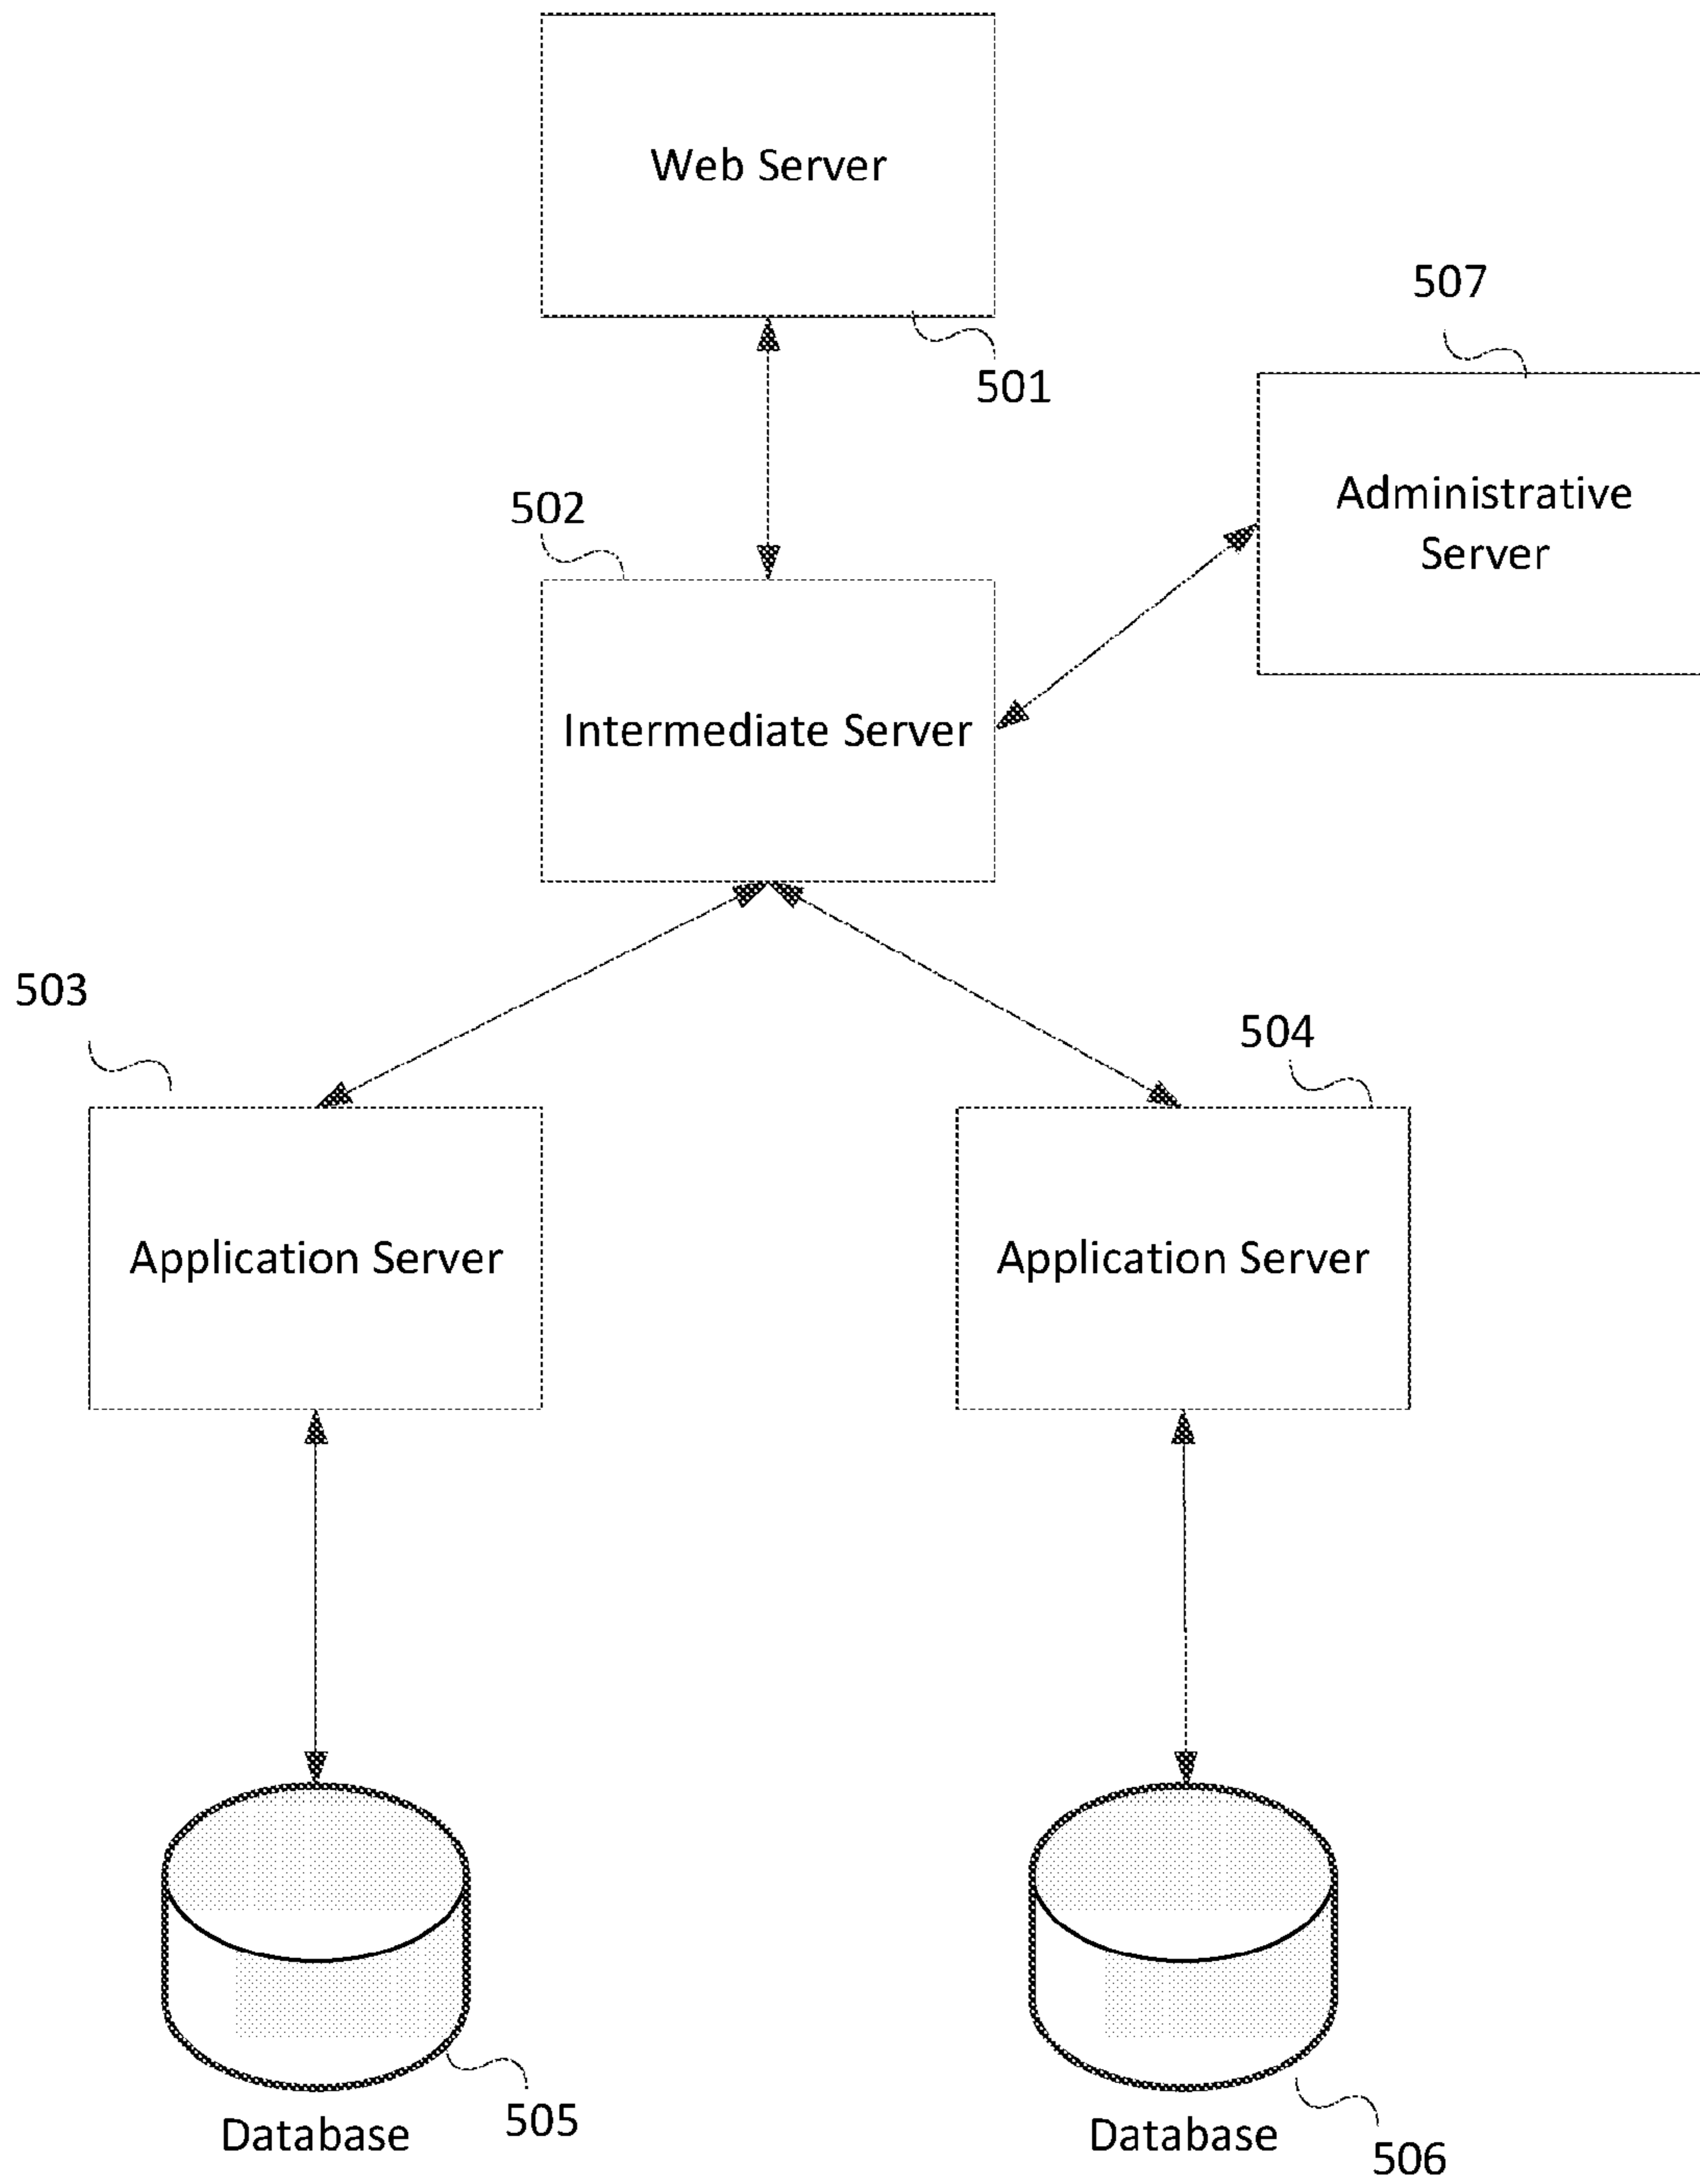 Web Server
501
507
Administrative
Server
502
Intermediate Server
503
504
Application Server
Application Server
505
Database
Database
506